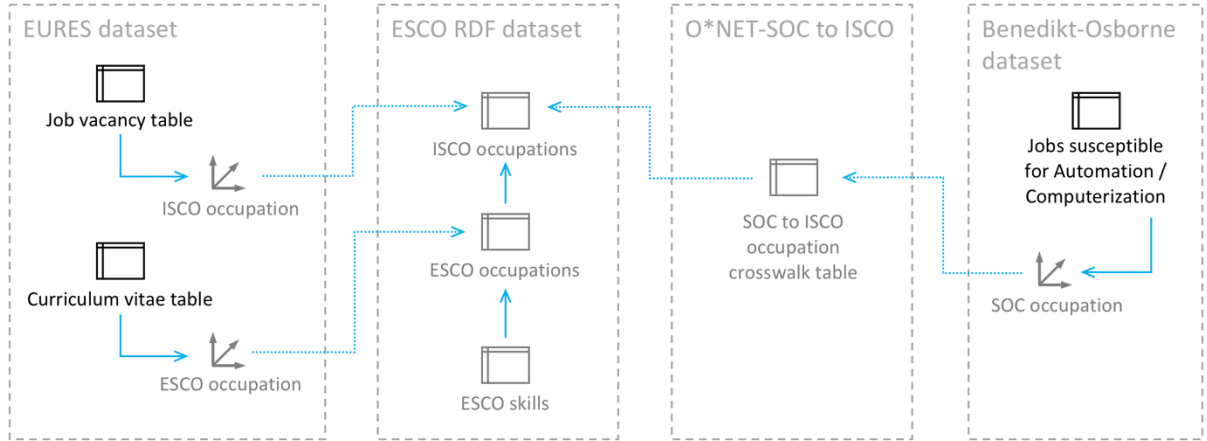 EURES dataset
Job vacancy table
ISCO occupation
Curriculum vitae table
ESCO occupation
ESCO RDF dataset
ISCO occupations
ESCO occupations
ESCO skills
O*NET-SOC to ISCO
SOC to ISCO
occupation
crosswalk table
Benedikt-Osborne
dataset
Jobs susceptible
for Automation /
Computerization
SOC occupation